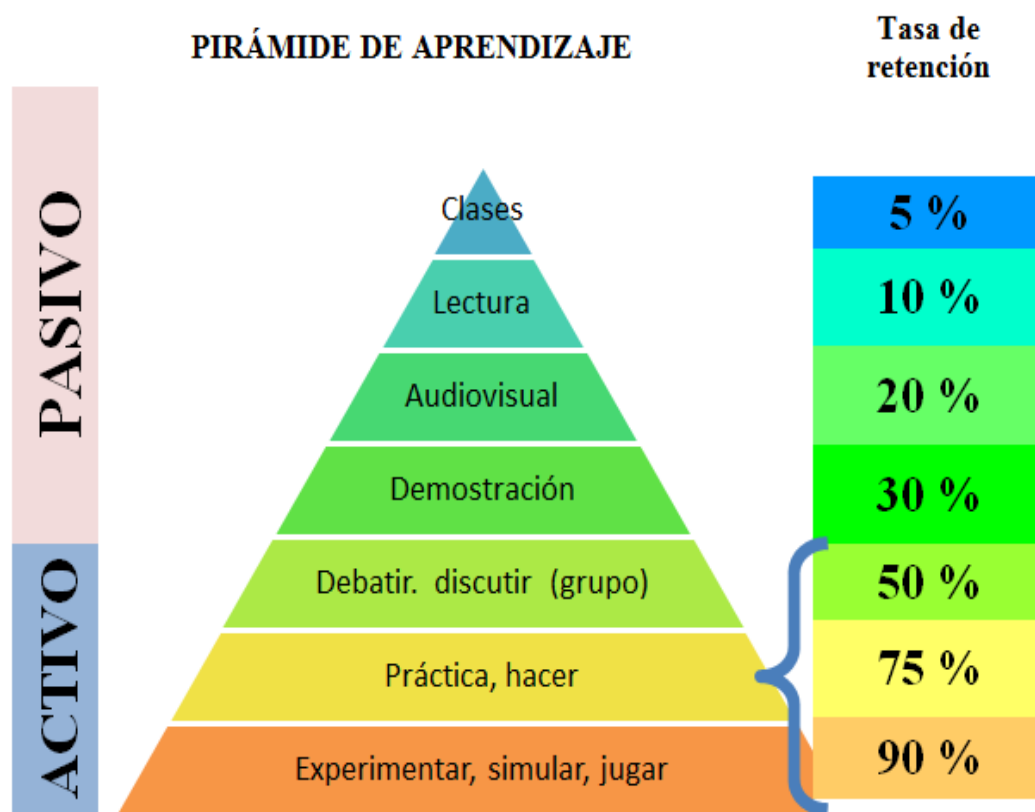 PIRÁMIDE DE APRENDIZAJE
Tasa de
retención
PASIVO
ACTIVO
Clases
5 %
Lectura
10 %
Audiovisual
20 %
Demostración
30 %
Debatir. discutir (grupo)
50 %
Práctica, hacer
75 %
Experimentar, simular, jugar
90 %